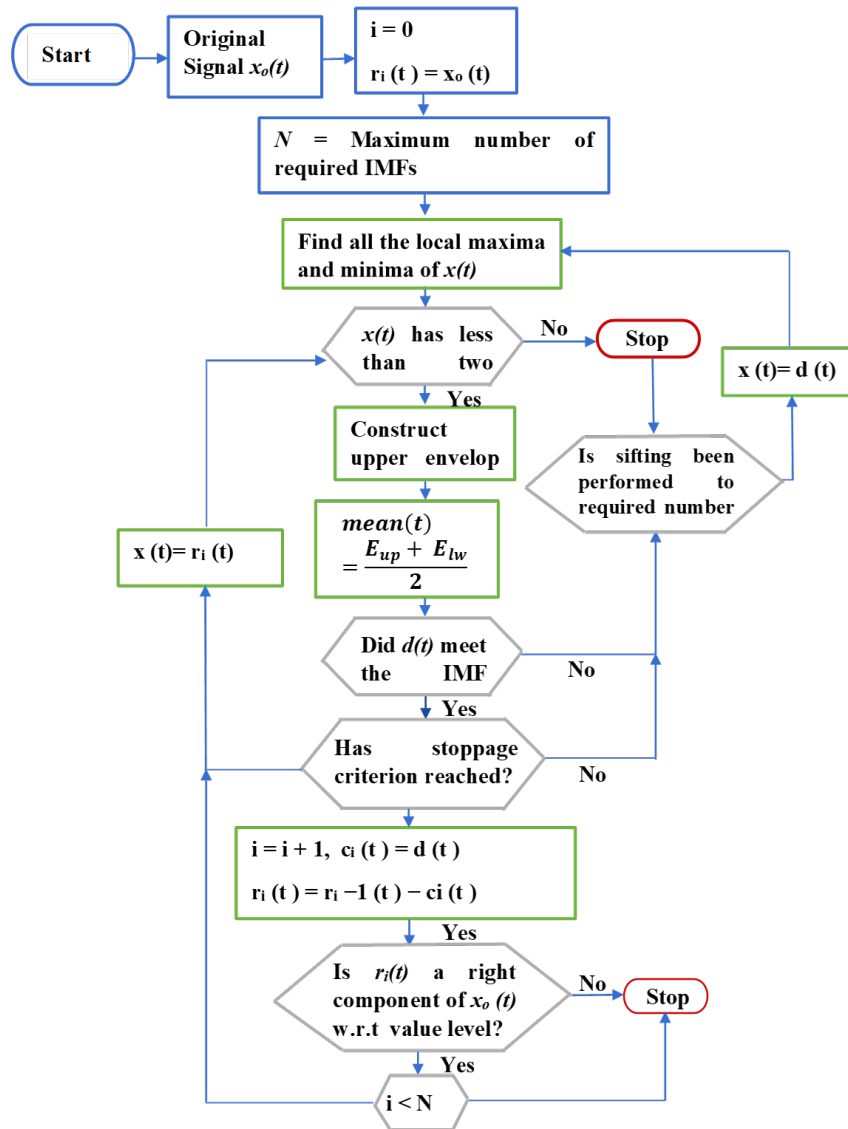 Start
Original
Signal xₒ(t)
i = 0
rᵢ (t ) = xₒ (t)
N = Maximum number of
required IMFs
Find all the local maxima
and minima of x(t)
x(t) has less
than two
No
Stop
x (t)= d (t)
Yes
Construct
upper envelop
Is sifting been
performed to
required number
mean(t)
= (E_up + E_lw)/2
x (t)= rᵢ (t)
Did d(t) meet
the IMF
No
Yes
Has stoppage
criterion reached?
No
i = i + 1, cᵢ (t ) = d (t )
rᵢ (t ) = rᵢ −1 (t ) − ci (t )
Yes
Is rᵢ(t) a right
component of xₒ (t)
w.r.t value level?
No
Stop
Yes
i < N